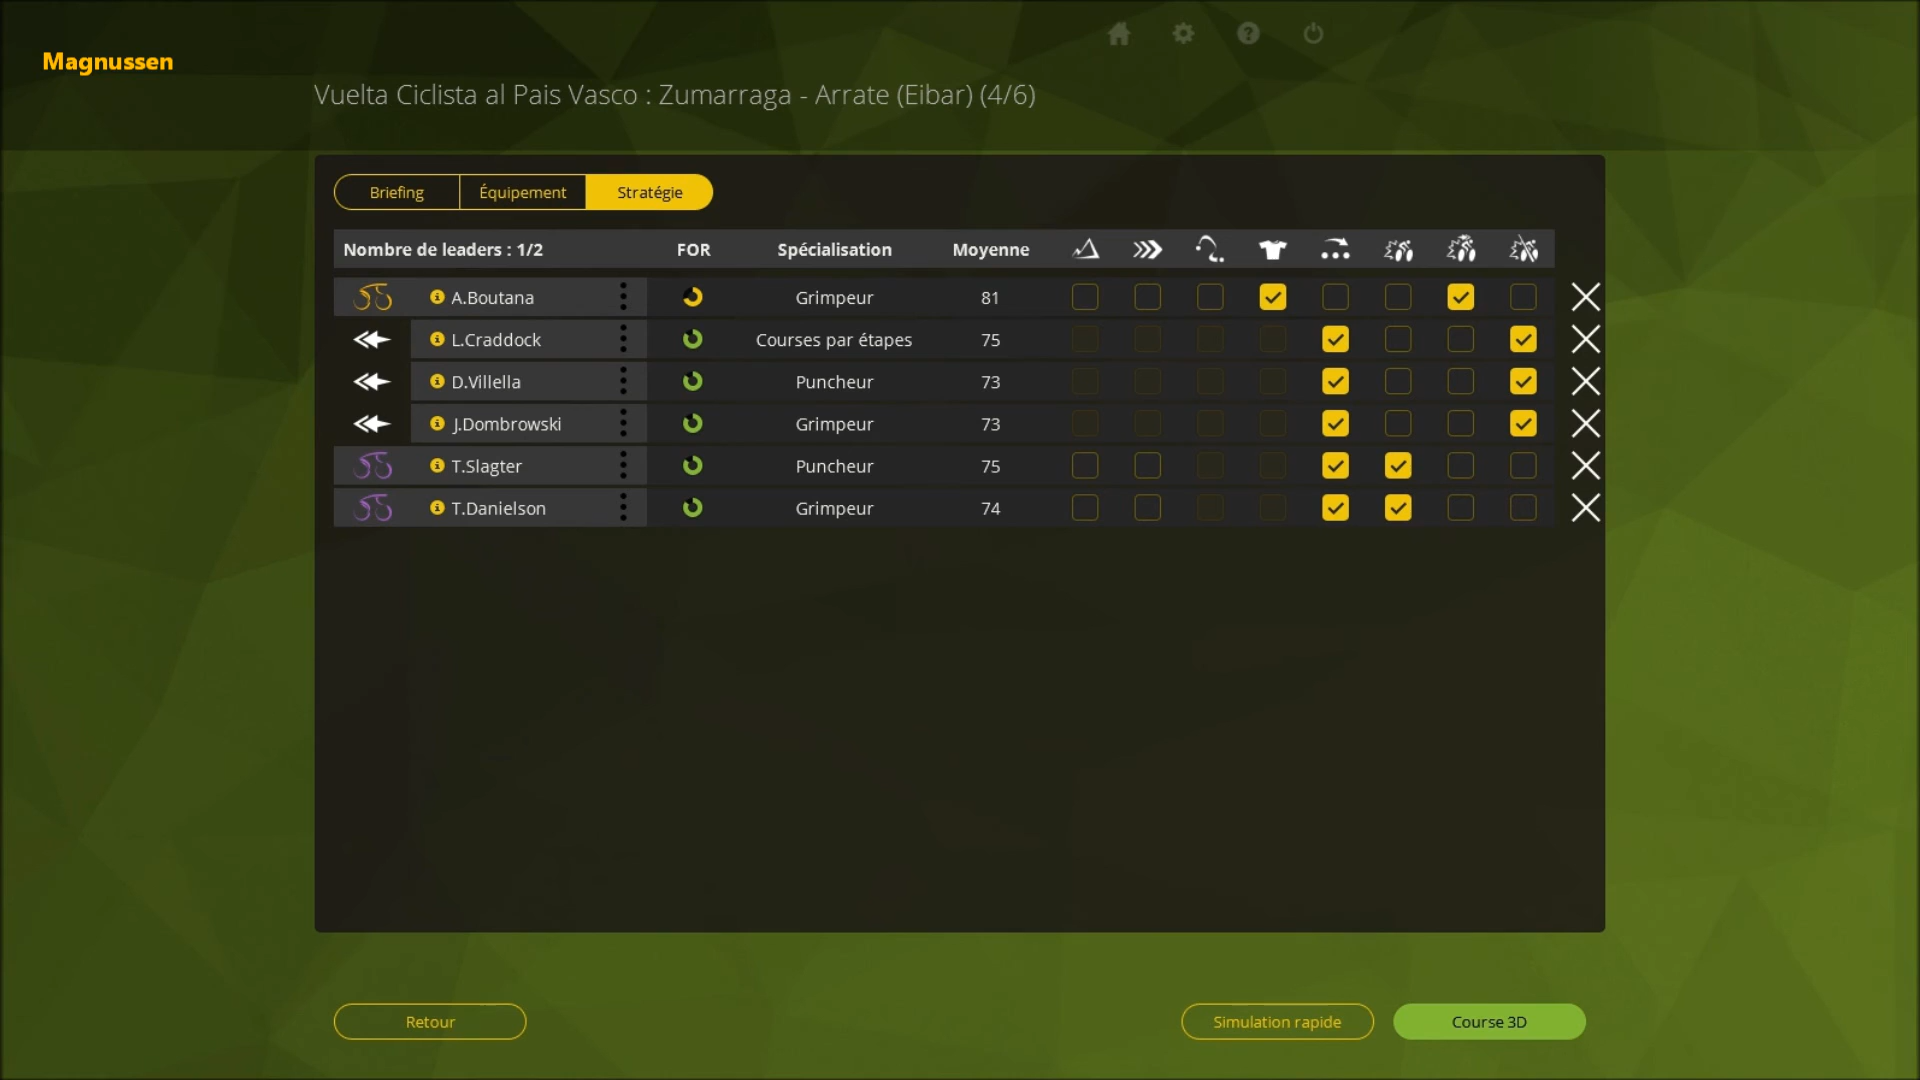 Magnussen
Vuelta Ciclista al Pais Vasco : Zumarraga - Arrate (Eibar) (4/6)
Briefing Équipement Stratégie
Nombre de leaders : 1/2 FOR Spécialisation Moyenne
A.Boutana Grimpeur 81
L.Craddock Courses par étapes 75
D.Villella Puncheur 73
J.Dombrowski Grimpeur 73
T.Slagter Puncheur 75
T.Danielson Grimpeur 74
Retour Simulation rapide Course 3D